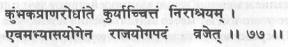 कुंभकप्राणरोधांते कुर्याच्चित्तं निराश्रयम् ।
एवमभ्यासयोगेन राजयोगपदं व्रजेत् ।। ७७ ।।